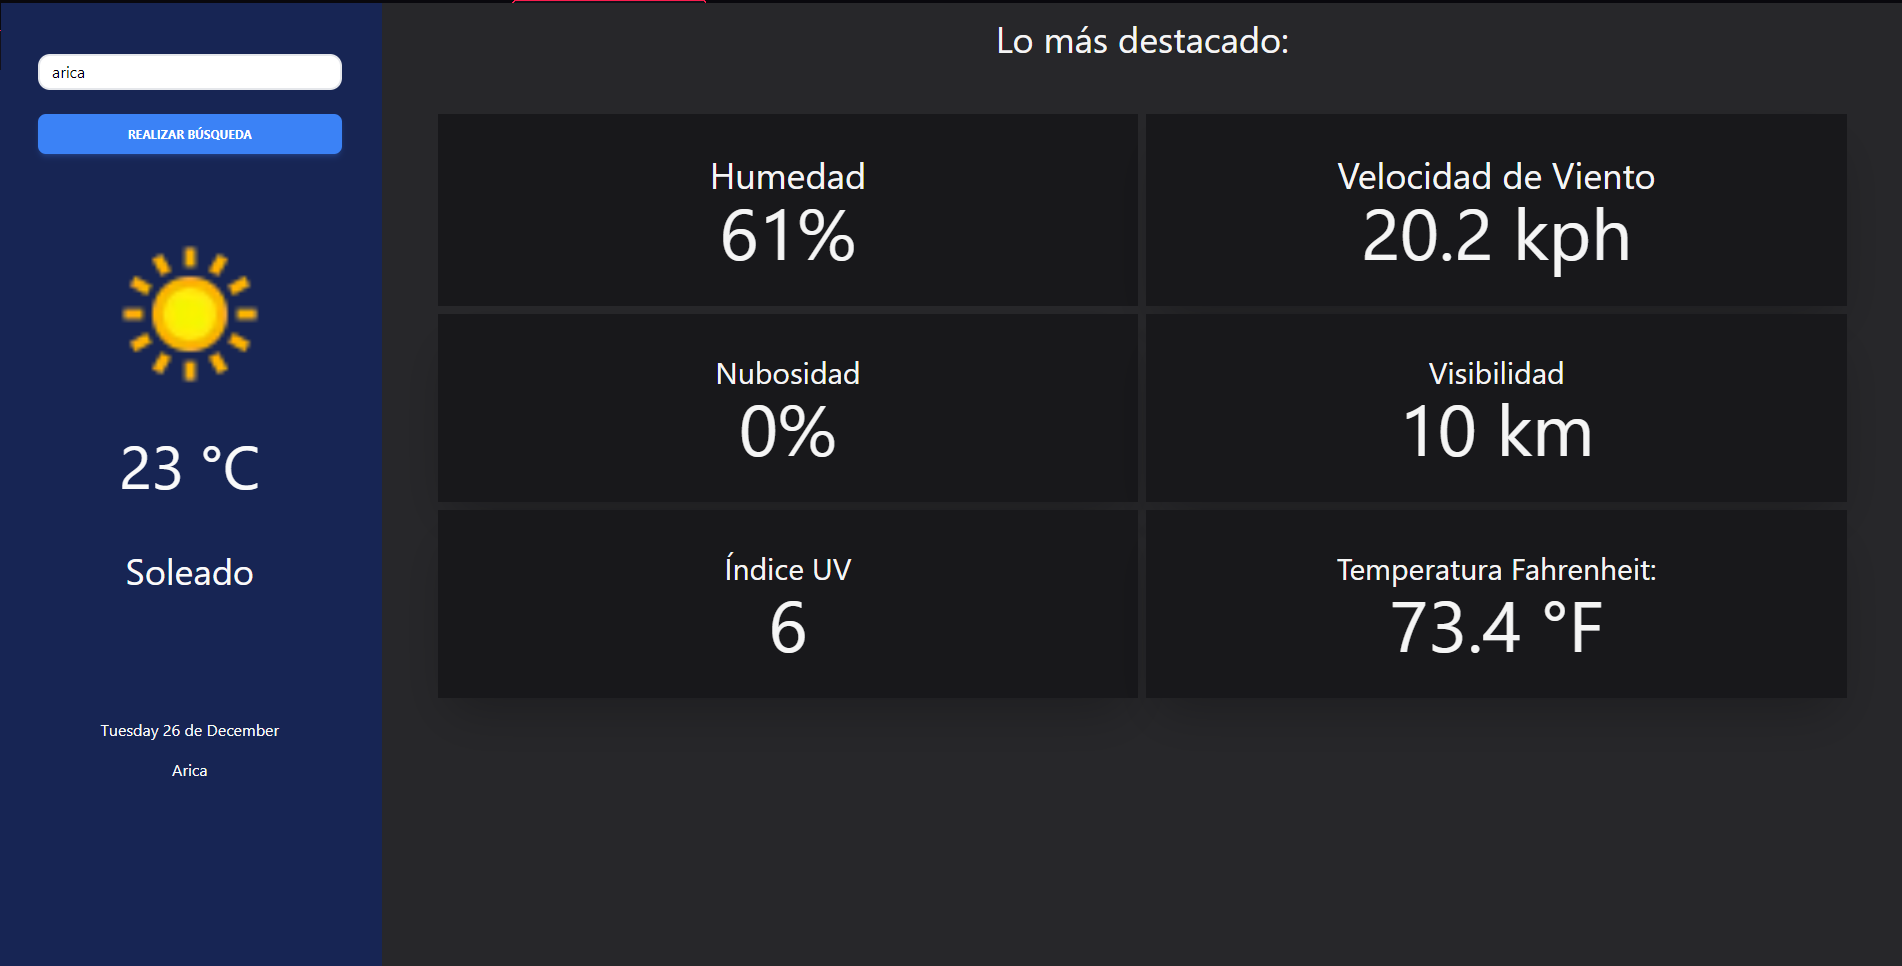 arica
REALIZAR BÚSQUEDA
23 °C
Soleado
Tuesday 26 de December
Arica
Lo más destacado:
Humedad
61%
Velocidad de Viento
20.2 kph
Nubosidad
0%
Visibilidad
10 km
Índice UV
6
Temperatura Fahrenheit:
73.4 °F